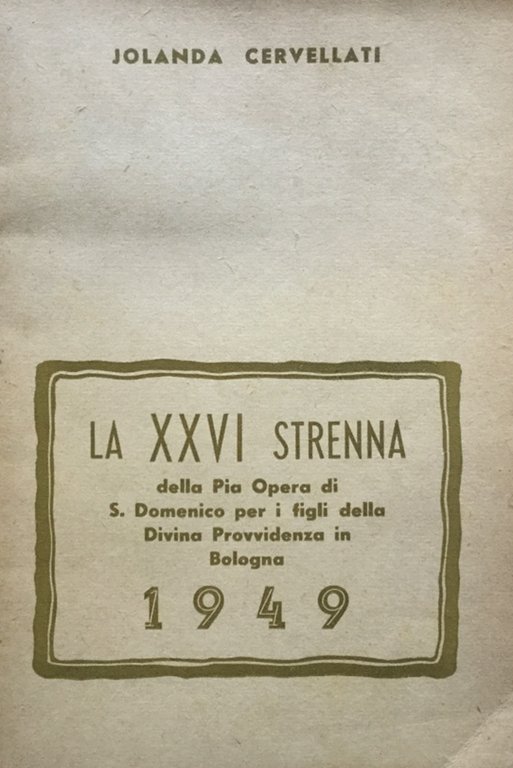 JOLANDA CERVELLATI
LA XXVI STRENNA
della Pia Opera di
S. Domenico per i figli della
Divina Provvidenza in
Bologna
1949